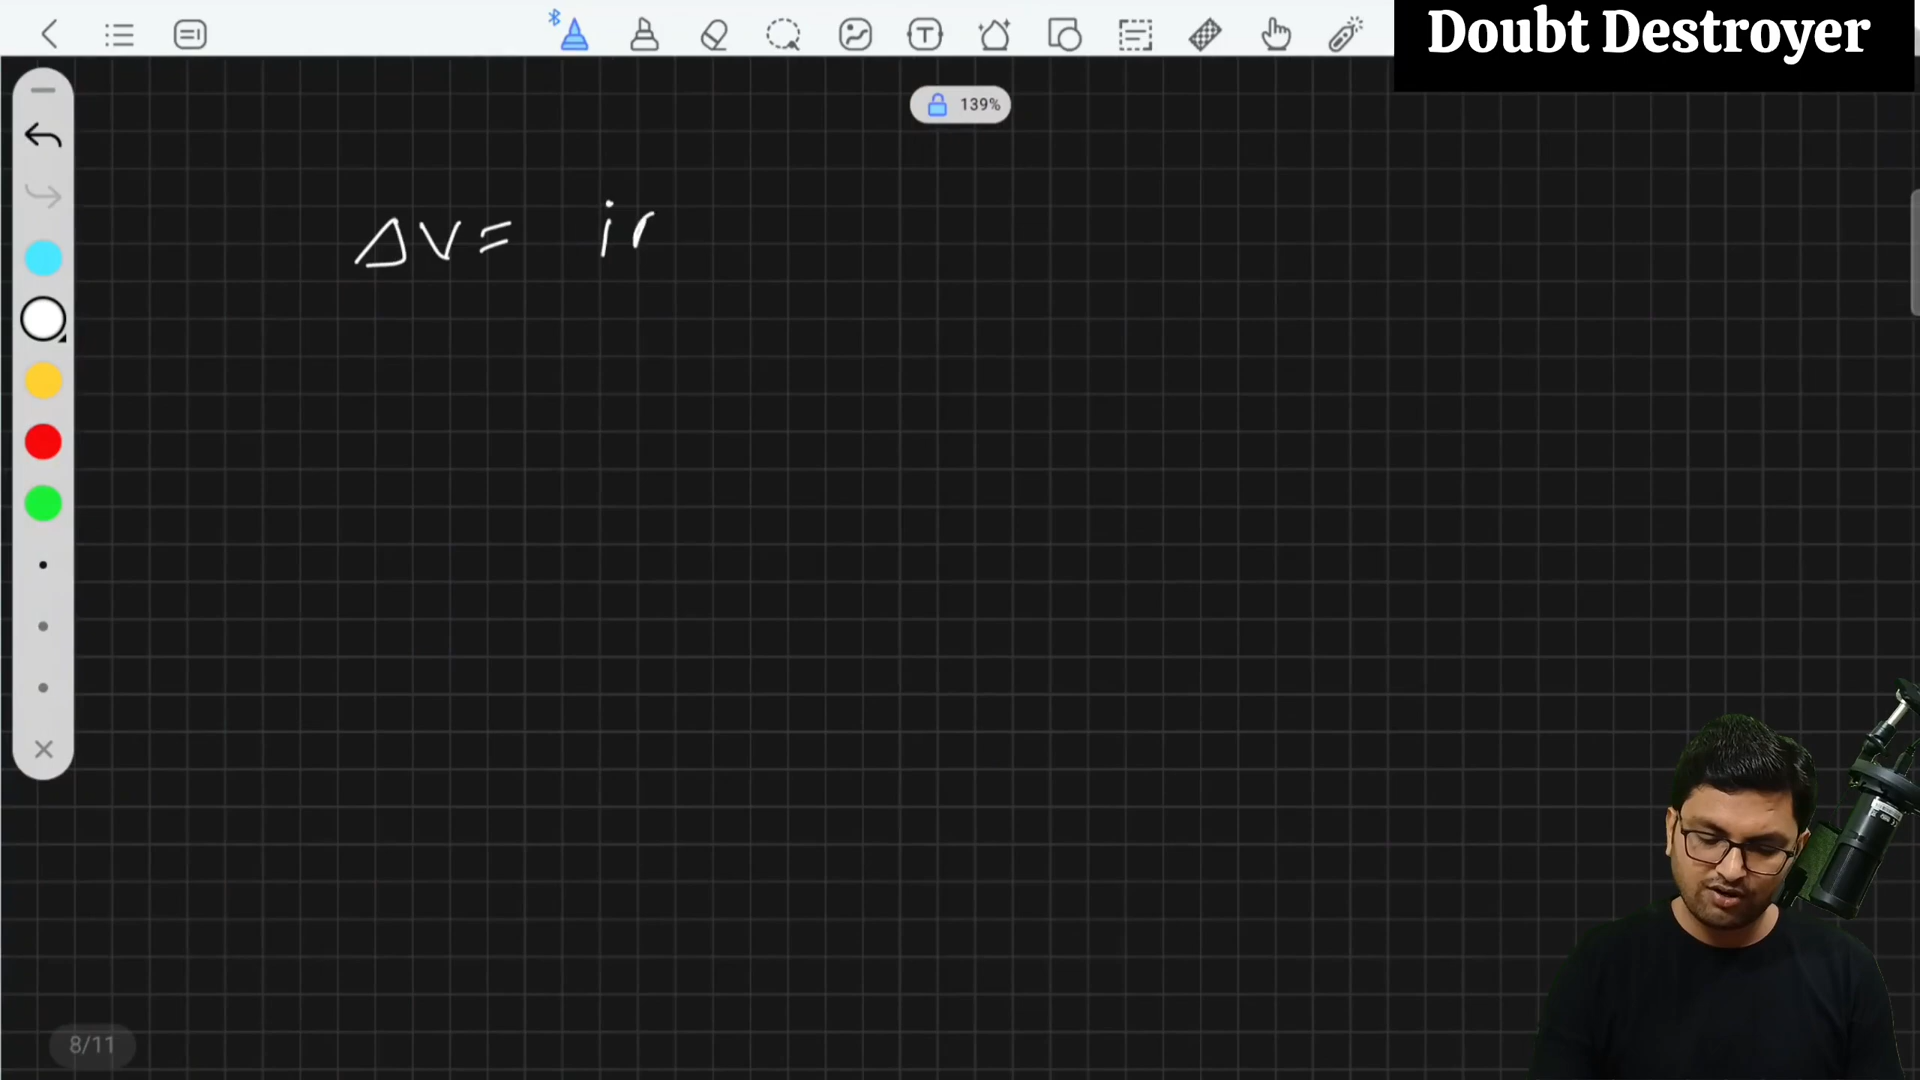 Doubt Destroyer
139%
ΔV = ir
8/11